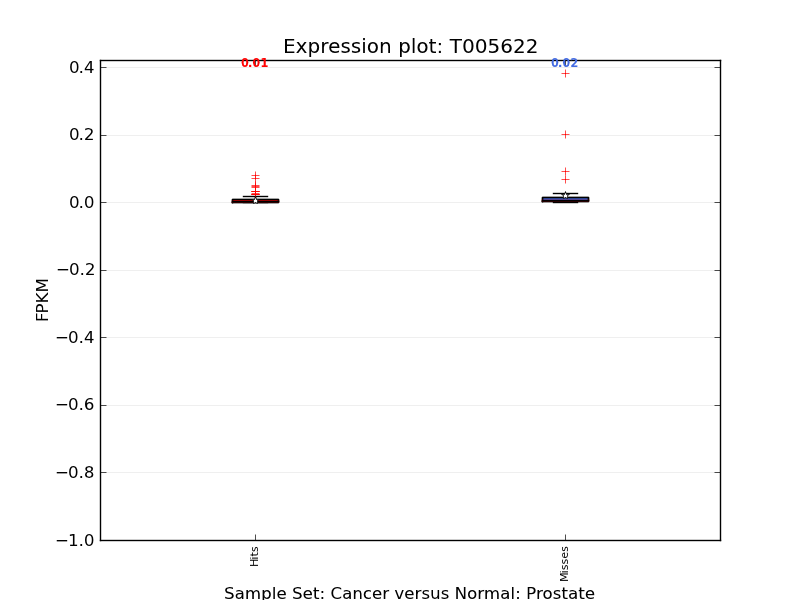 Expression plot: T005622
0.01
0.02
0.4
0.2
0.0
−0.2
−0.4
−0.6
−0.8
−1.0
FPKM
Hits
Misses
Sample Set: Cancer versus Normal: Prostate